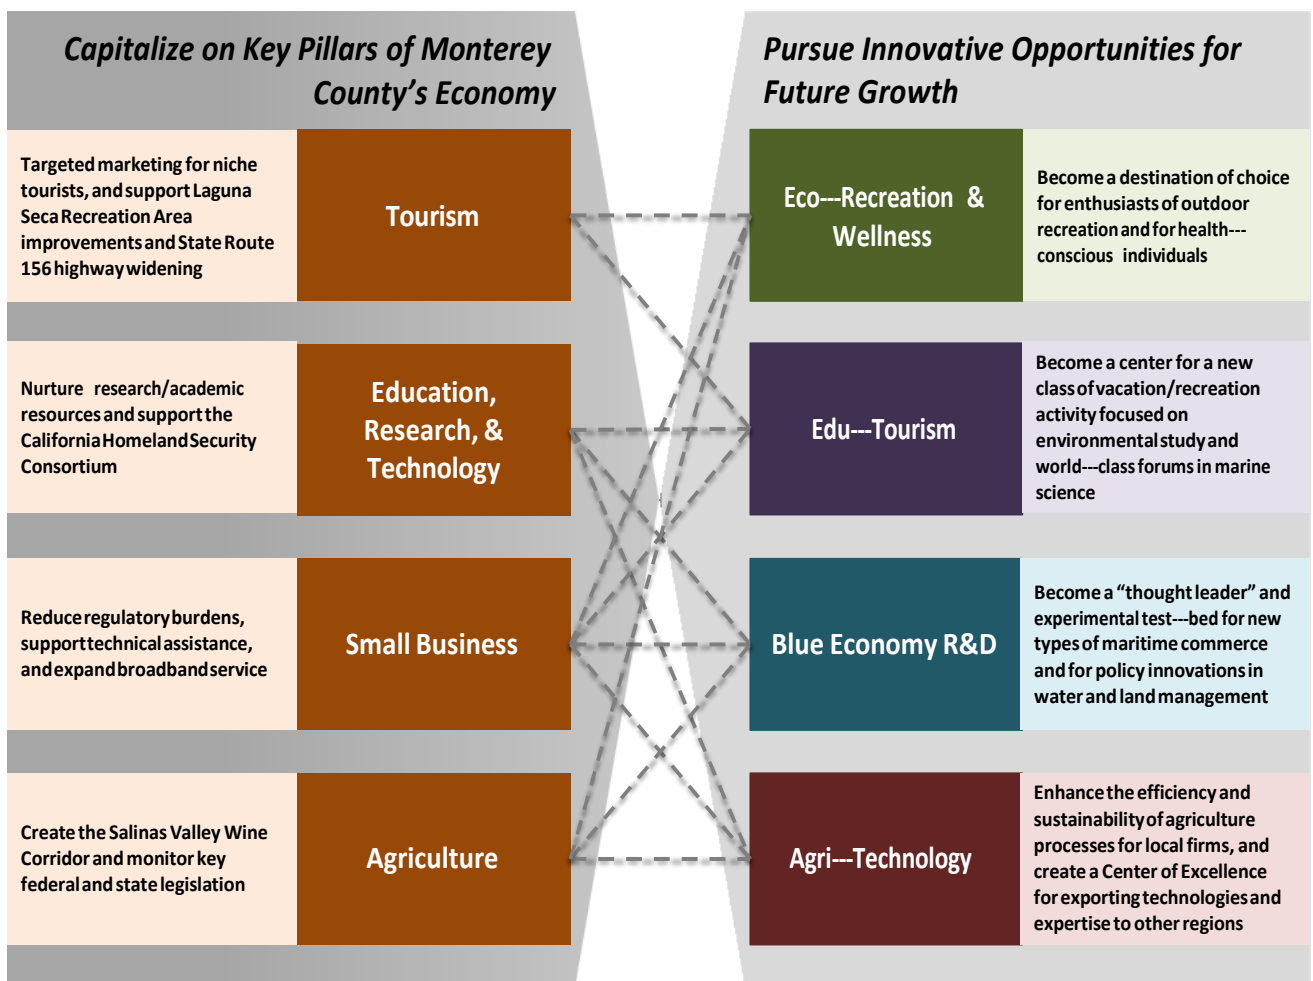 Capitalize on Key Pillars of Monterey
County’s Economy
Pursue Innovative Opportunities for
Future Growth
Targeted marketing for niche
tourists, and support Laguna
Seca Recreation Area
improvements and State Route
156 highway widening
Tourism
Eco---Recreation &
Wellness
Become a destination of choice
for enthusiasts of outdoor
recreation and for health---
conscious individuals
Nurture research/academic
resources and support the
California Homeland Security
Consortium
Education,
Research, &
Technology
Edu---Tourism
Become a center for a new
class of vacation/recreation
activity focused on
environmental study and
world---class forums in marine
science
Reduce regulatory burdens,
support technical assistance,
and expand broadband service
Small Business
Blue Economy R&D
Become a “thought leader” and
experimental test---bed for new
types of maritime commerce
and for policy innovations in
water and land management
Create the Salinas Valley Wine
Corridor and monitor key
federal and state legislation
Agriculture
Agri---Technology
Enhance the efficiency and
sustainability of agriculture
processes for local firms, and
create a Center of Excellence
for exporting technologies and
expertise to other regions